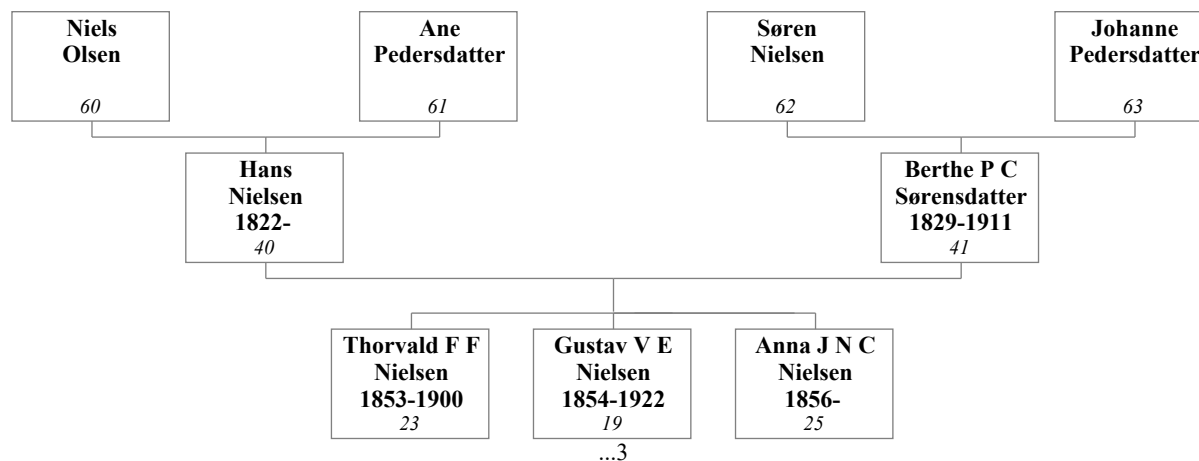 Niels
Olsen
60
Ane
Pedersdatter
61
Søren
Nielsen
62
Johanne
Pedersdatter
63
Hans
Nielsen
1822-
40
Berthe P C
Sørensdatter
1829-1911
41
Thorvald F F
Nielsen
1853-1900
23
Gustav V E
Nielsen
1854-1922
19
...3
Anna J N C
Nielsen
1856-
25